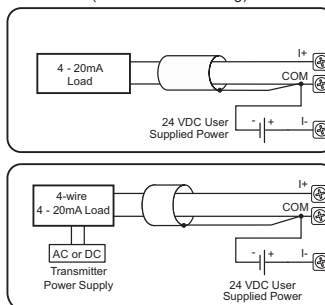 I+
4 - 20mA
Load
COM
24 VDC User
Supplied Power
- +
I-
I+
4-wire
4 - 20mA Load
COM
AC or DC
Transmitter
Power Supply
- +
I-
24 VDC User
Supplied Power